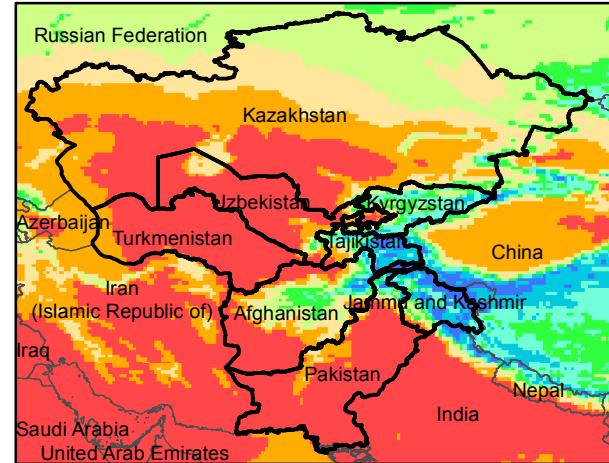 Russian Federation
Kazakhstan
Uzbekistan
Kyrgyzstan
Azerbaijan
Turkmenistan
Tajikistan
China
Iran
(Islamic Republic of)
Afghanistan
Jammu and Kashmir
Iraq
Pakistan
Nepal
India
Saudi Arabia
United Arab Emirates